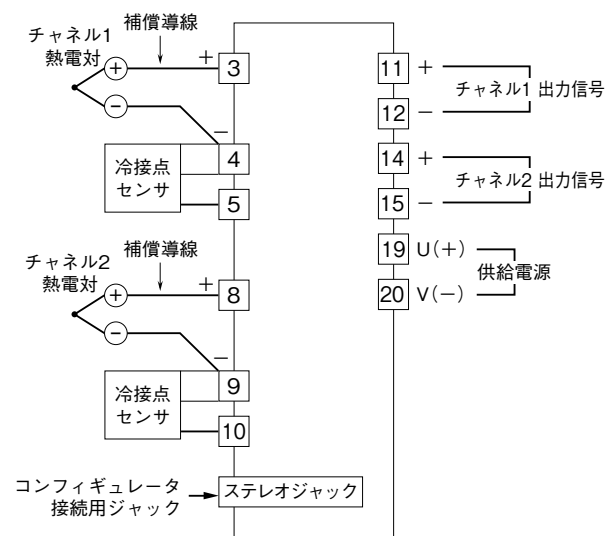 チャネル1
熱電対
補償導線
+
+
3
−
−
4
冷接点
センサ
5
チャネル2
熱電対
補償導線
+
+
8
−
−
9
冷接点
センサ
10
コンフィギュレータ
接続用ジャック
ステレオジャック
11 +
チャネル1 出力信号
12 −
14 +
チャネル2 出力信号
15 −
19 U(+)
供給電源
20 V(−)